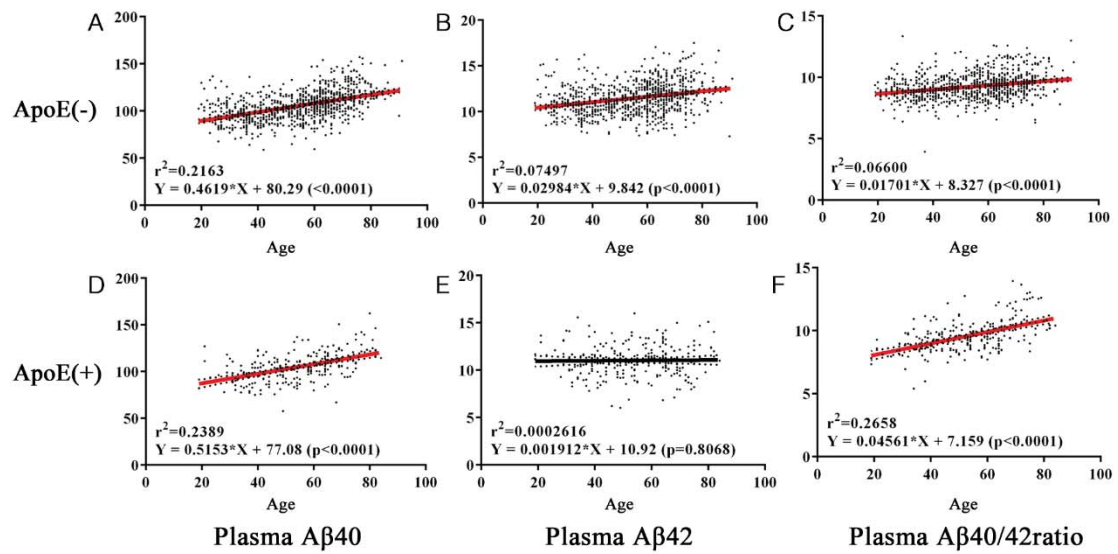 A
B
C
200
150
100
50
0
20
15
10
5
0
15
10
5
0
ApoE(-)
r²=0.2163
Y = 0.4619*X + 80.29 (<0.0001)
r²=0.07497
Y = 0.02984*X + 9.842 (p<0.0001)
r²=0.06600
Y = 0.01701*X + 8.327 (p<0.0001)
0 20 40 60 80 100
0 20 40 60 80 100
0 20 40 60 80 100
Age
Age
Age
D
E
F
200
150
100
50
0
20
15
10
5
0
15
10
5
0
ApoE(+)
r²=0.2389
Y = 0.5153*X + 77.08 (p<0.0001)
r²=0.0002616
Y = 0.001912*X + 10.92 (p=0.8068)
r²=0.2658
Y = 0.04561*X + 7.159 (p<0.0001)
0 20 40 60 80 100
0 20 40 60 80 100
0 20 40 60 80 100
Age
Age
Age
Plasma Aβ40
Plasma Aβ42
Plasma Aβ40/42ratio